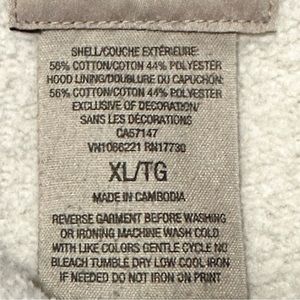 SHELL/COUCHE EXTÉRIEURE:
56% COTTON/COTON 44% POLYESTER
HOOD LINING/DOUBLURE DU CAPUCHON:
56% COTTON/COTON 44% POLYESTER
EXCLUSIVE OF DECORATION/
SANS LES DÉCORATIONS
CA57147
VN1066221 RN17730
XL/TG
MADE IN CAMBODIA
REVERSE GARMENT BEFORE WASHING
OR IRONING MACHINE WASH COLD
WITH LIKE COLORS GENTLE CYCLE NO
BLEACH TUMBLE DRY LOW COOL IRON
IF NEEDED DO NOT IRON ON PRINT